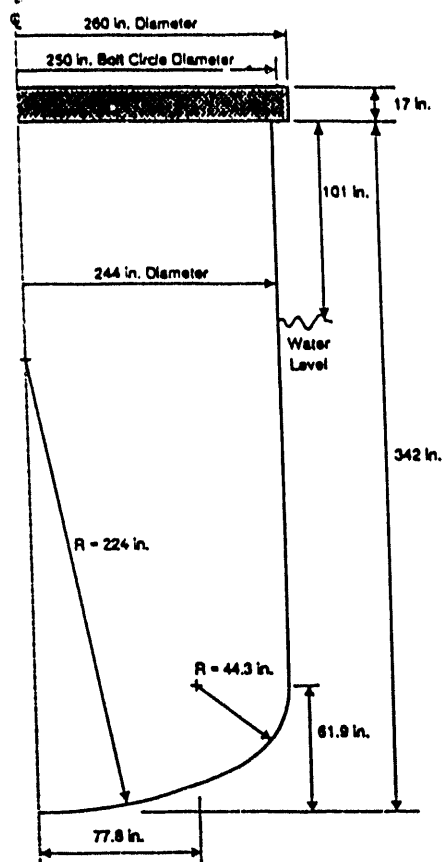 ℄
260 in. Diameter
250 in. Bolt Circle Diameter
17 in.
101 in.
244 in. Diameter
Water
Level
342 in.
R = 224 in.
R = 44.3 in.
61.9 in.
77.8 in.